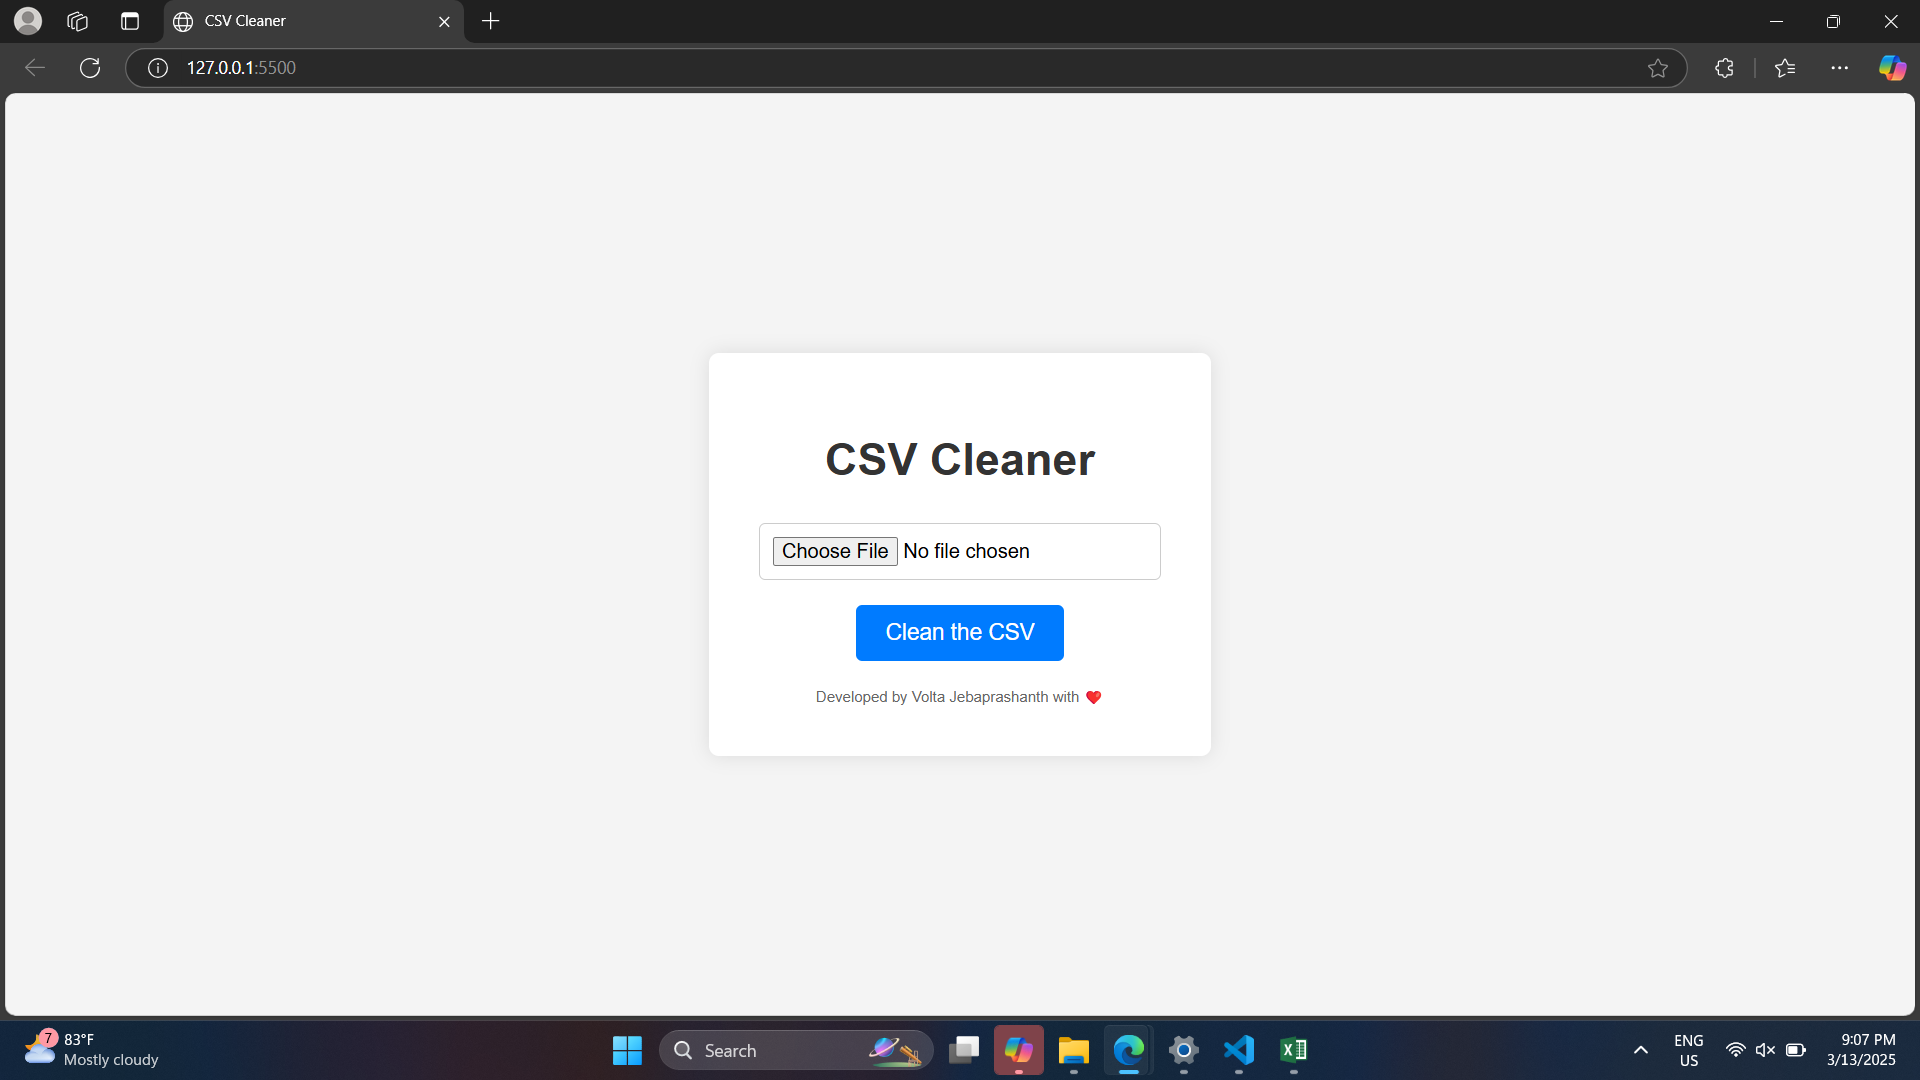 CSV Cleaner
127.0.0.1:5500
CSV Cleaner
Choose File No file chosen
Clean the CSV
Developed by Volta Jebaprashanth with ❤️
7
83°F
Mostly cloudy
Search
ENG
US
9:07 PM
3/13/2025